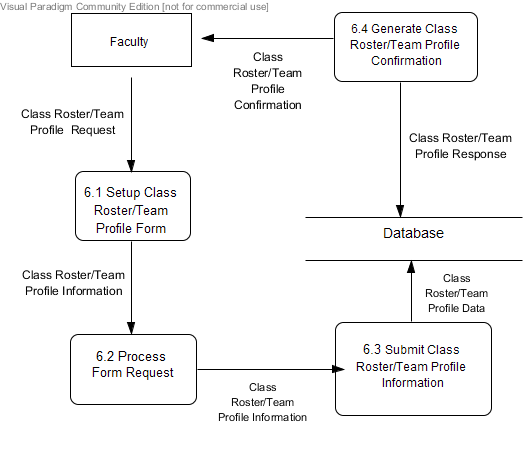 Visual Paradigm Community Edition [not for commercial use]
Faculty
6.4 Generate Class
Roster/Team Profile
Confirmation
Class
Roster/Team
Profile
Confirmation
Class Roster/Team
Profile Request
Class Roster/Team
Profile Response
6.1 Setup Class
Roster/Team
Profile Form
Database
Class Roster/Team
Profile Information
Class
Roster/Team
Profile Data
6.2 Process
Form Request
6.3 Submit Class
Roster/Team Profile
Information
Class
Roster/Team
Profile Information